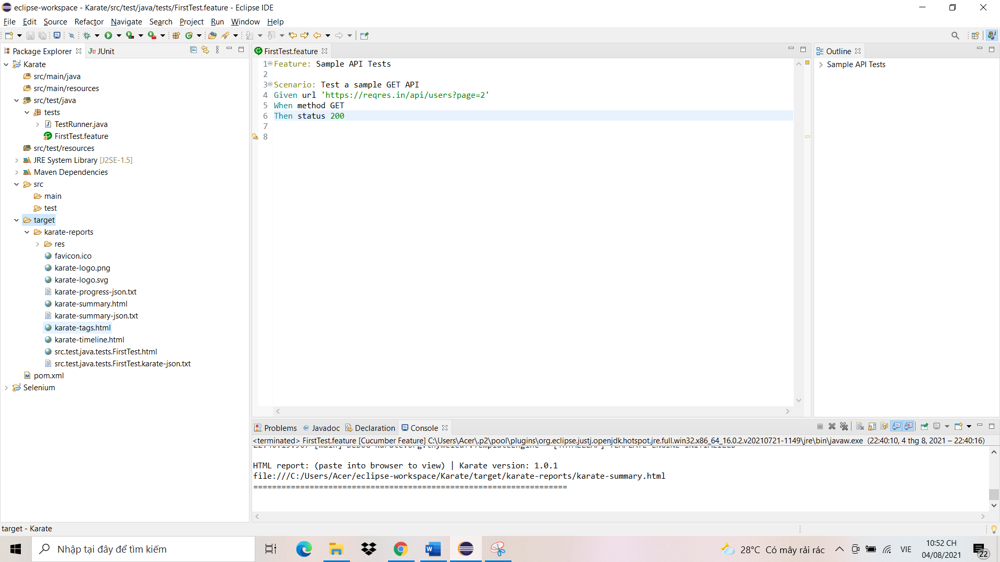 eclipse-workspace - Karate/src/test/java/tests/FirstTest.feature - Eclipse IDE
File Edit Source Refactor Navigate Search Project Run Window Help
Package Explorer
JUnit
Karate
src/main/java
src/main/resources
src/test/java
tests
TestRunner.java
FirstTest.feature
src/test/resources
JRE System Library [J2SE-1.5]
Maven Dependencies
src
main
test
target
karate-reports
res
favicon.ico
karate-logo.png
karate-logo.svg
karate-progress-json.txt
karate-summary.html
karate-summary-json.txt
karate-tags.html
karate-timeline.html
src.test.java.tests.FirstTest.html
src.test.java.tests.FirstTest.karate-json.txt
pom.xml
Selenium
FirstTest.feature
1 Feature: Sample API Tests
2
3 Scenario: Test a sample GET API
4 Given url 'https://reqres.in/api/users?page=2'
5 When method GET
6 Then status 200
7
8
Outline
Sample API Tests
Problems @ Javadoc Declaration Console
<terminated> FirstTest.feature [Cucumber Feature] C:\Users\Acer\.p2\pool\plugins\org.eclipse.justj.openjdk.hotspot.jre.full.win32.x86_64_16.0.2.v20210721-1149\jre\bin\javaw.exe (22:40:10, 4 thg 8, 2021 – 22:40:16)
HTML report: (paste into browser to view) | Karate version: 1.0.1
file:///C:/Users/Acer/eclipse-workspace/Karate/target/karate-reports/karate-summary.html
===================================================================
target - Karate
Nhập tại đây để tìm kiếm
28°C Có mây rải rác
VIE
10:52 CH
04/08/2021
22